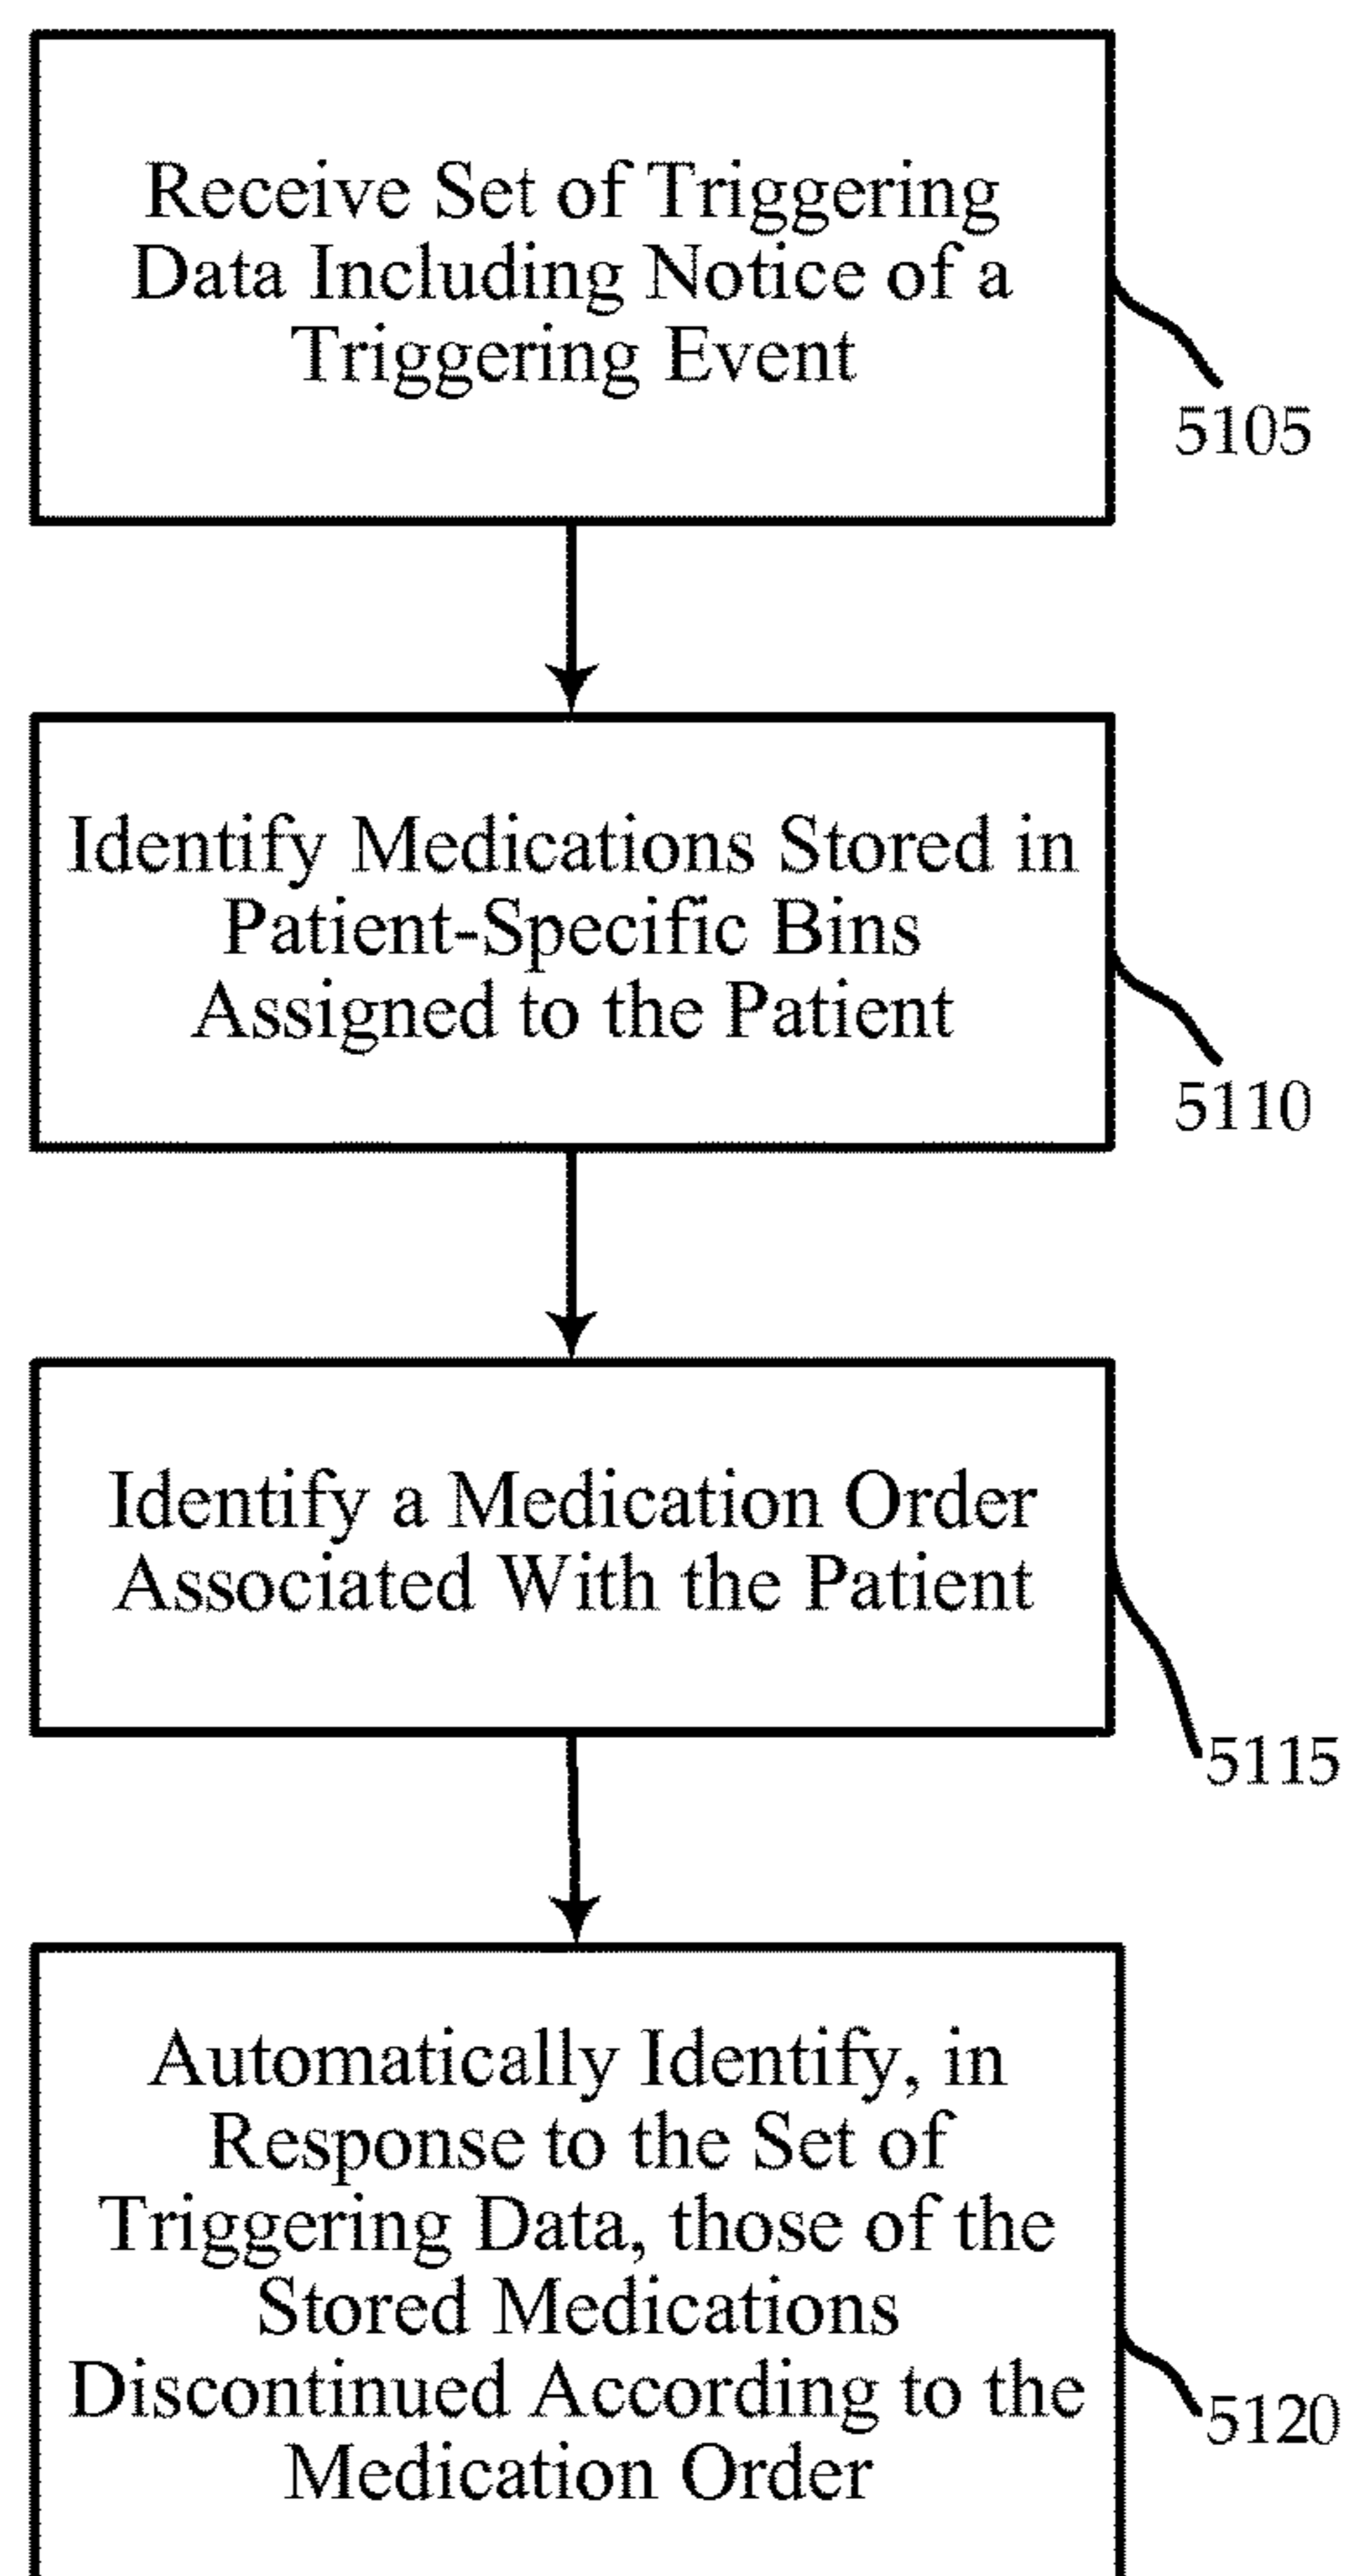 Receive Set of Triggering
Data Including Notice of a
Triggering Event
5105
Identify Medications Stored in
Patient-Specific Bins
Assigned to the Patient
5110
Identify a Medication Order
Associated With the Patient
5115
Automatically Identify, in
Response to the Set of
Triggering Data, those of the
Stored Medications
Discontinued According to the
Medication Order
5120